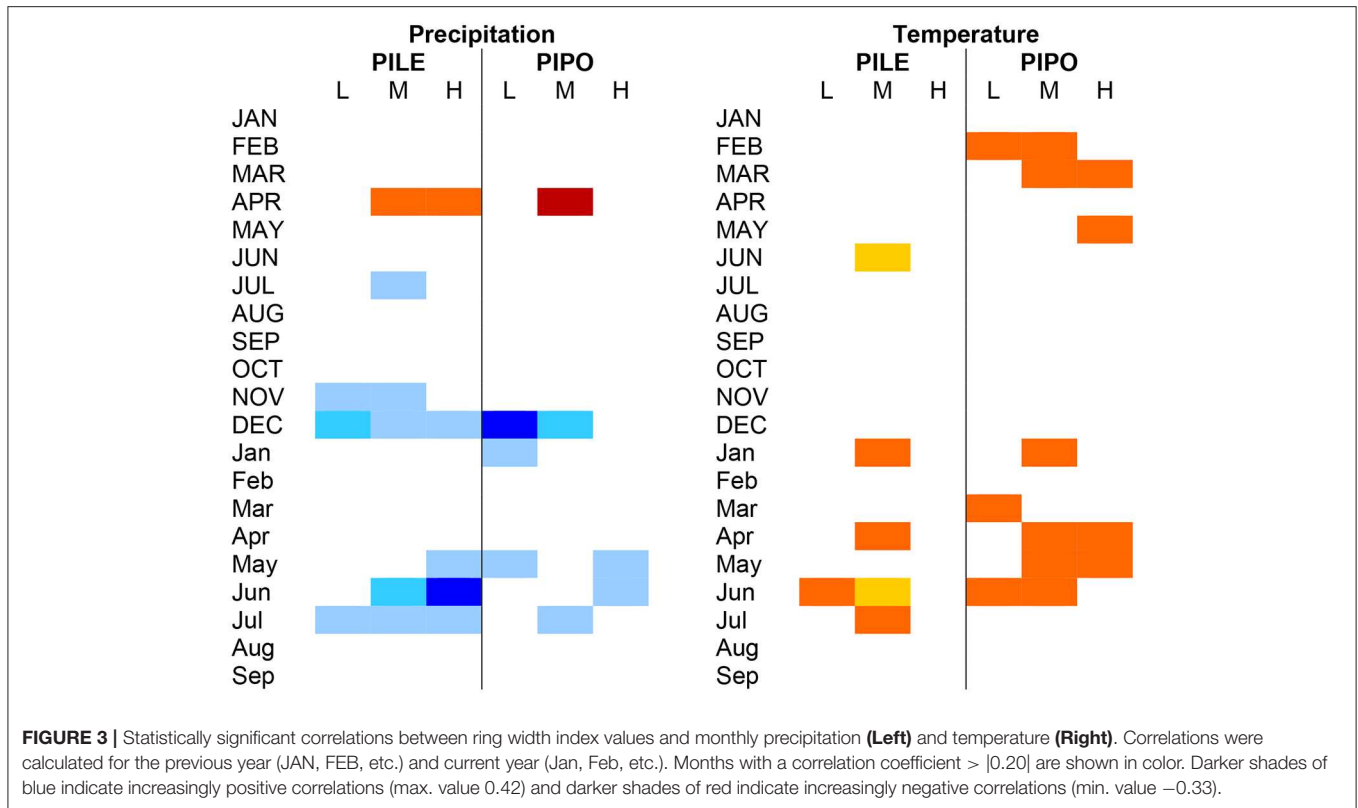 Precipitation Temperature
PILE PIPO PILE PIPO
L M H L M H L M H L M H
JAN JAN
FEB FEB
MAR MAR
APR APR
MAY MAY
JUN JUN
JUL JUL
AUG AUG
SEP SEP
OCT OCT
NOV NOV
DEC DEC
Jan Jan
Feb Feb
Mar Mar
Apr Apr
May May
Jun Jun
Jul Jul
Aug Aug
Sep Sep
FIGURE 3 | Statistically significant correlations between ring width index values and monthly precipitation (Left) and temperature (Right). Correlations were
calculated for the previous year (JAN, FEB, etc.) and current year (Jan, Feb, etc.). Months with a correlation coefficient > |0.20| are shown in color. Darker shades of
blue indicate increasingly positive correlations (max. value 0.42) and darker shades of red indicate increasingly negative correlations (min. value −0.33).